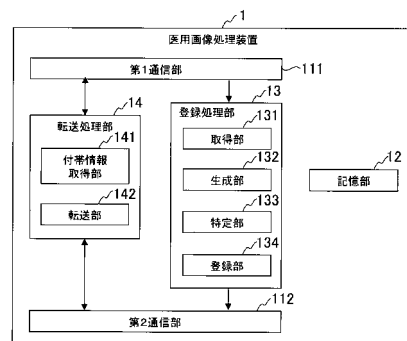 1
医用画像処理装置
第1通信部
111
14
転送処理部
141
付帯情報
取得部
142
転送部
13
登録処理部
131
取得部
132
生成部
133
特定部
134
登録部
12
記憶部
112
第2通信部